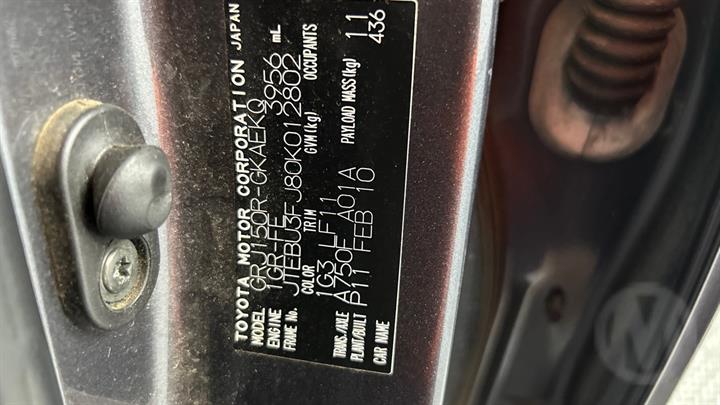 TOYOTA MOTOR CORPORATION JAPAN
MODEL GRJ150R-GKAEKQ
ENGINE 1GR-FE 3956 mL
FRAME No. JTEBU3FJ80K012802
COLOR TRIM GVM(kg) OCCUPANTS
1G3 LF11
TRANS./AXLE A750F A01A PAYLOAD MASS(kg) 11
PLANT/BUILT P11 FEB 10 436
CAR NAME
W